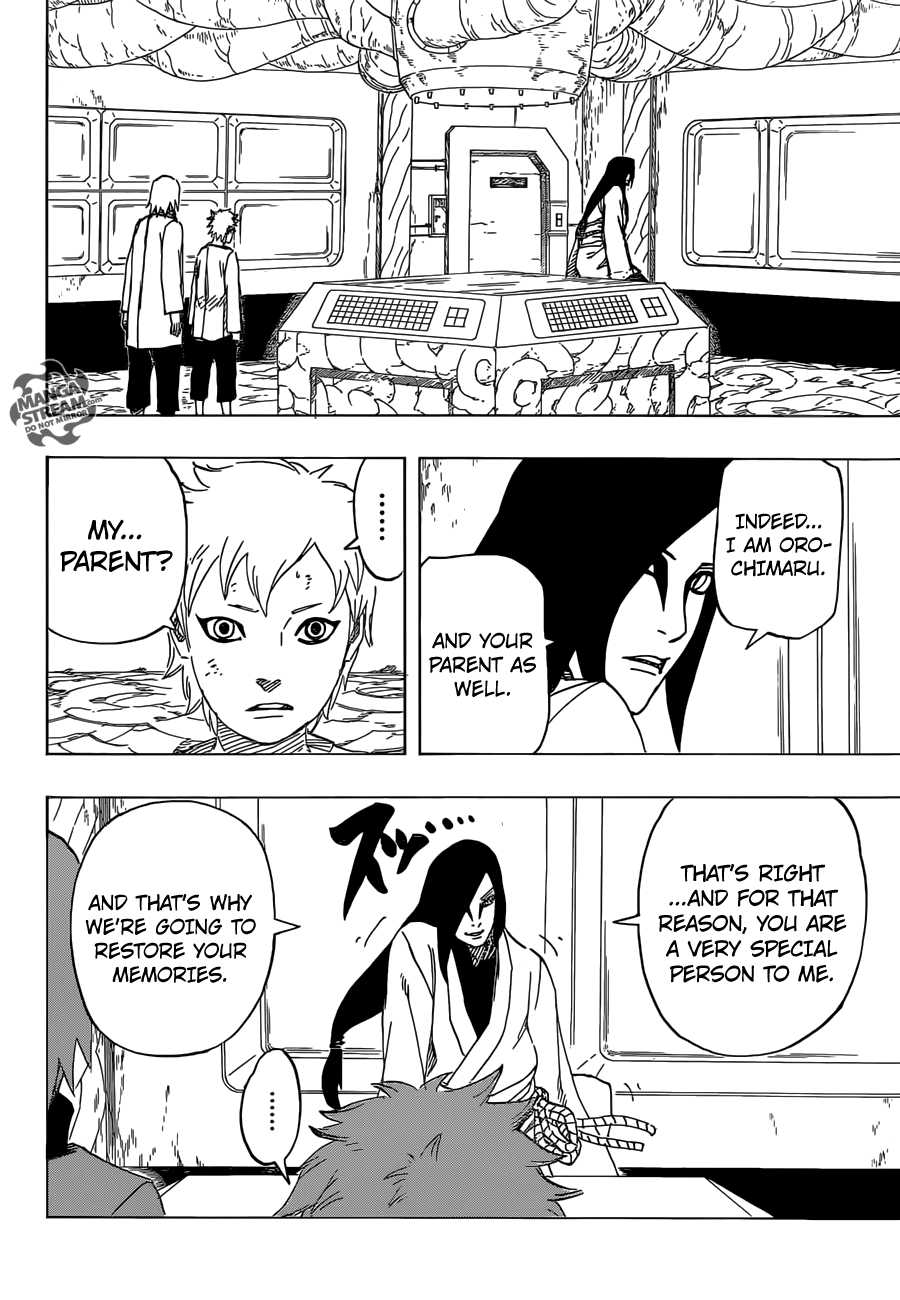 MANGA
STREAM.com
DO NOT MIRROR
INDEED...
I AM ORO-
CHIMARU.
AND YOUR
PARENT AS
WELL.
........
MY...
PARENT?
THAT'S RIGHT
...AND FOR THAT
REASON, YOU ARE
A VERY SPECIAL
PERSON TO ME.
ズッ.....
AND THAT'S WHY
WE'RE GOING TO
RESTORE YOUR
MEMORIES.
......